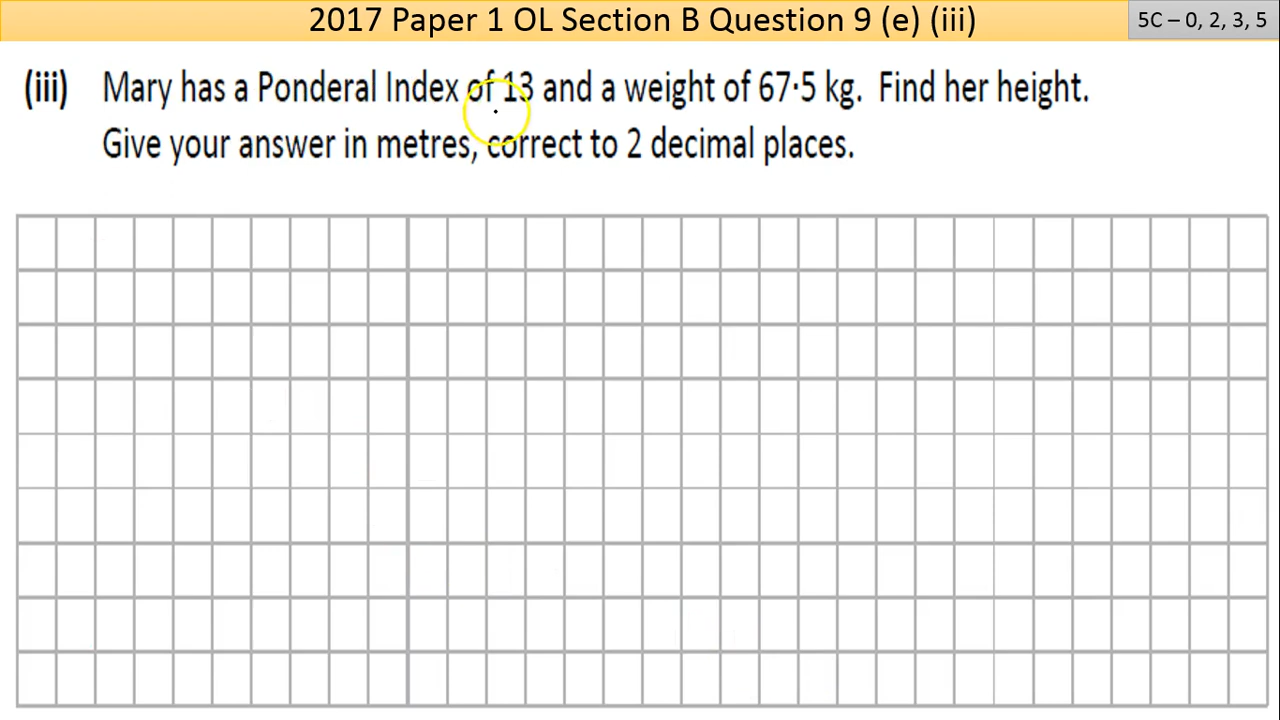 2017 Paper 1 OL Section B Question 9 (e) (iii)
5C – 0, 2, 3, 5
(iii) Mary has a Ponderal Index of 13 and a weight of 67·5 kg. Find her height.
Give your answer in metres, correct to 2 decimal places.